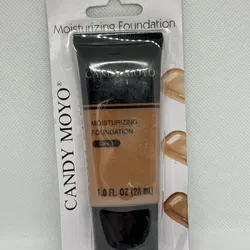 Moisturizing Foundation
CANDY MOYO
CANDY MOYO
MOISTURIZING
FOUNDATION
1.0 FL. OZ (28 mL)